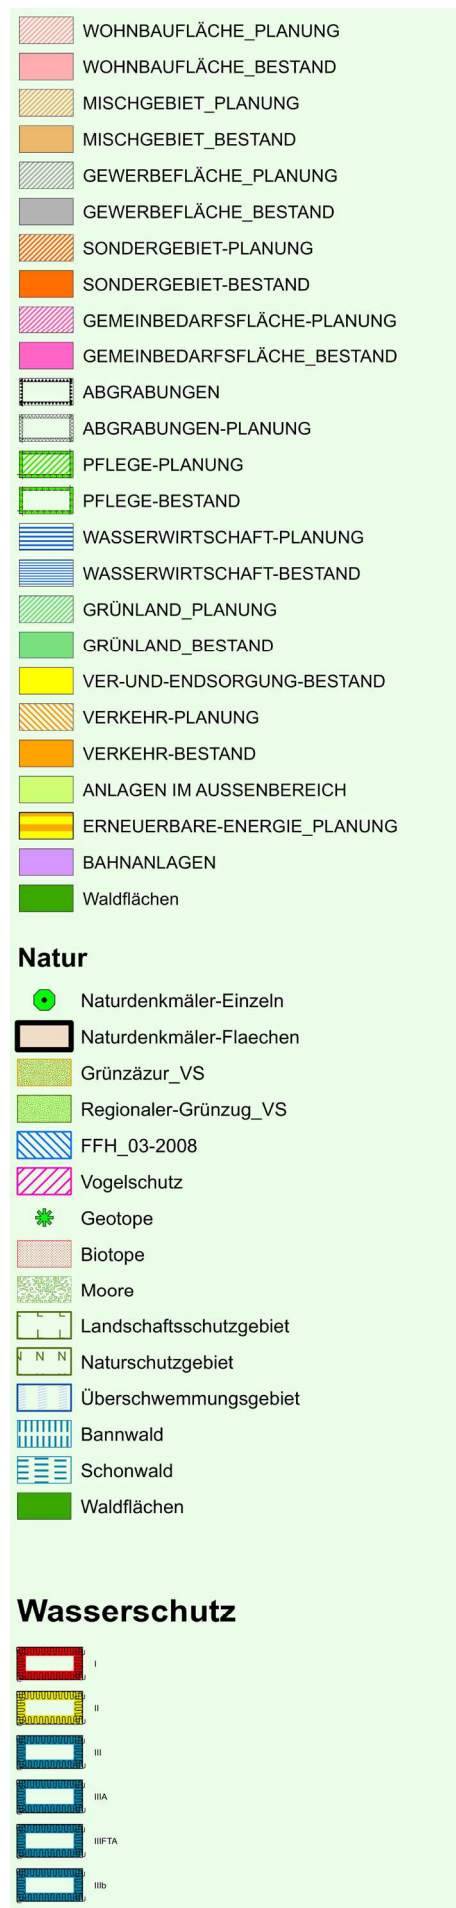 WOHNBAUFLÄCHE_PLANUNG
WOHNBAUFLÄCHE_BESTAND
MISCHGEBIET_PLANUNG
MISCHGEBIET_BESTAND
GEWERBEFLÄCHE_PLANUNG
GEWERBEFLÄCHE_BESTAND
SONDERGEBIET-PLANUNG
SONDERGEBIET-BESTAND
GEMEINBEDARFSFLÄCHE-PLANUNG
GEMEINBEDARFSFLÄCHE_BESTAND
ABGRABUNGEN
ABGRABUNGEN-PLANUNG
PFLEGE-PLANUNG
PFLEGE-BESTAND
WASSERWIRTSCHAFT-PLANUNG
WASSERWIRTSCHAFT-BESTAND
GRÜNLAND_PLANUNG
GRÜNLAND_BESTAND
VER-UND-ENDSORGUNG-BESTAND
VERKEHR-PLANUNG
VERKEHR-BESTAND
ANLAGEN IM AUSSENBEREICH
ERNEUERBARE-ENERGIE_PLANUNG
BAHNANLAGEN
Waldflächen
Natur
Naturdenkmäler-Einzeln
Naturdenkmäler-Flaechen
Grünzäzur_VS
Regionaler-Grünzug_VS
FFH_03-2008
Vogelschutz
Geotope
Biotope
Moore
Landschaftsschutzgebiet
N N N Naturschutzgebiet
Überschwemmungsgebiet
Bannwald
Schonwald
Waldflächen
Wasserschutz
I
II
III
IIIA
IIIFTA
IIIb